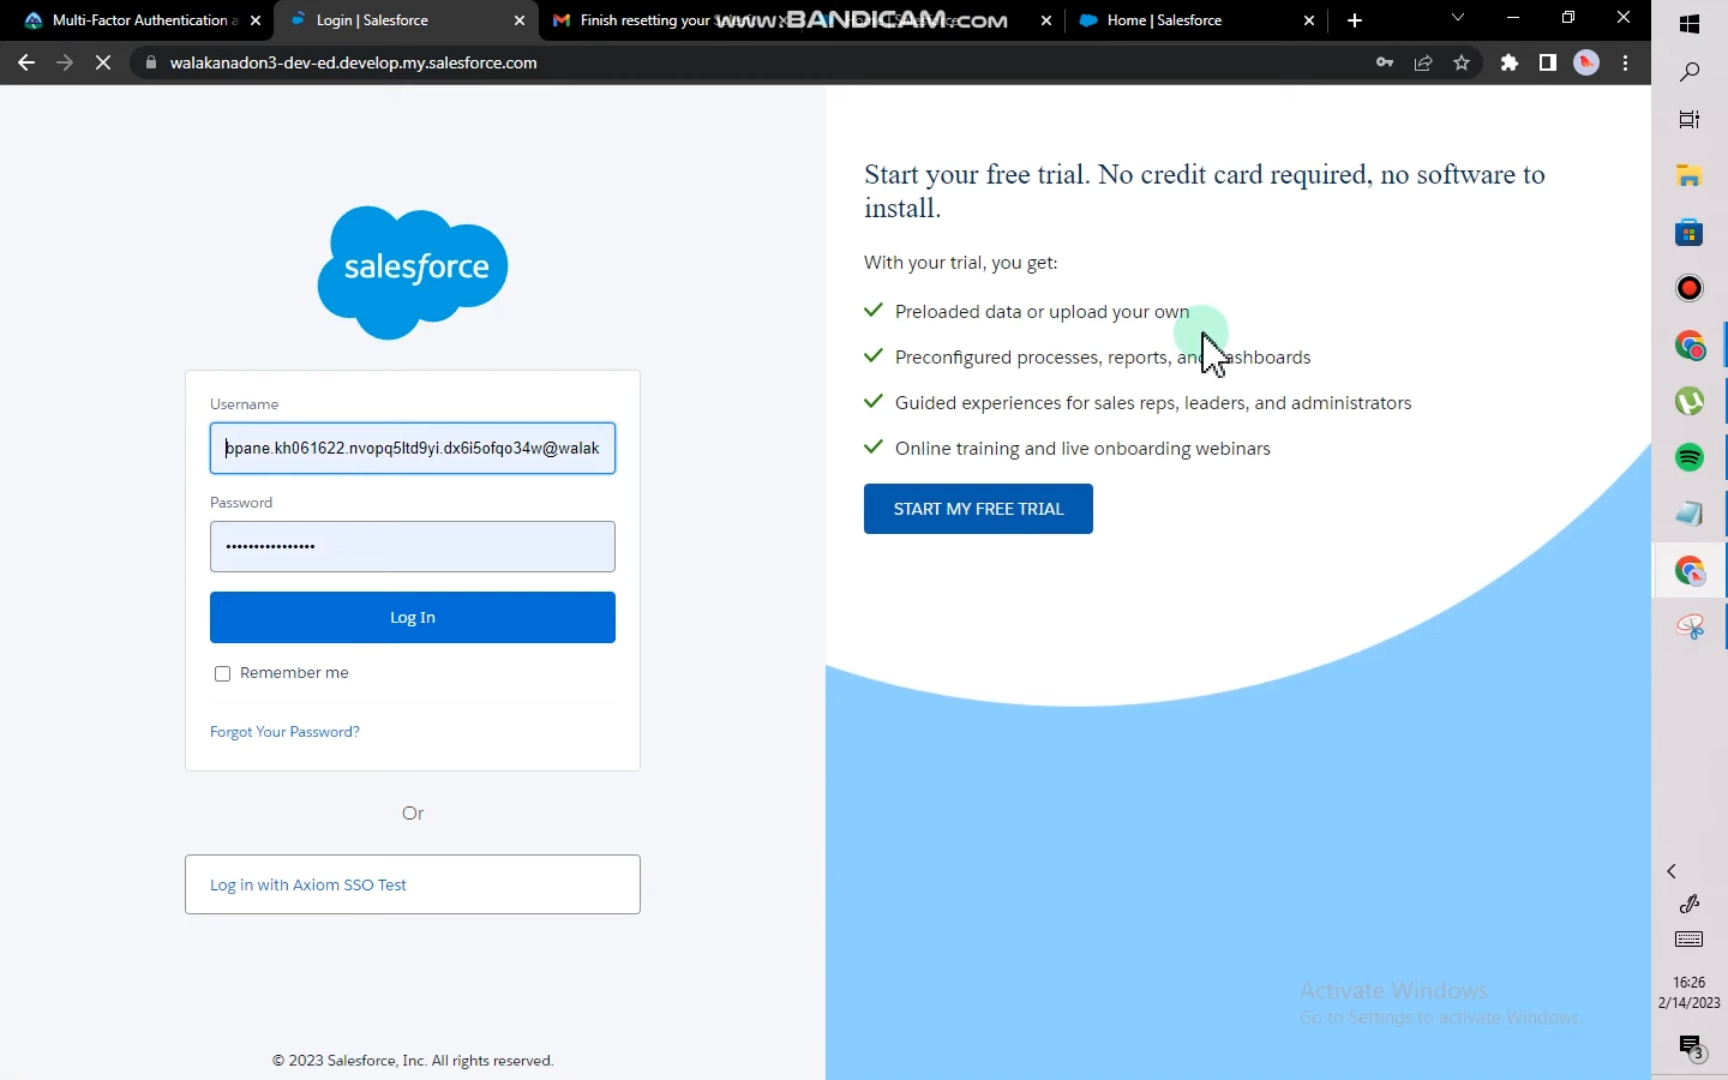 Multi-Factor Authentication a
Login | Salesforce
Finish resetting your
www.BANDICAM.com
Home | Salesforce
walakanadon3-dev-ed.develop.my.salesforce.com
salesforce
Username
bpane.kh061622.nvopq5ltd9yi.dx6i5ofqo34w@walak
Password
••••••••••••••••
Log In
Remember me
Forgot Your Password?
Or
Log in with Axiom SSO Test
© 2023 Salesforce, Inc. All rights reserved.
Start your free trial. No credit card required, no software to
install.
With your trial, you get:
Preloaded data or upload your own
Preconfigured processes, reports, and dashboards
Guided experiences for sales reps, leaders, and administrators
Online training and live onboarding webinars
START MY FREE TRIAL
Activate Windows
Go to Settings to activate Windows.
16:26
2/14/2023
3